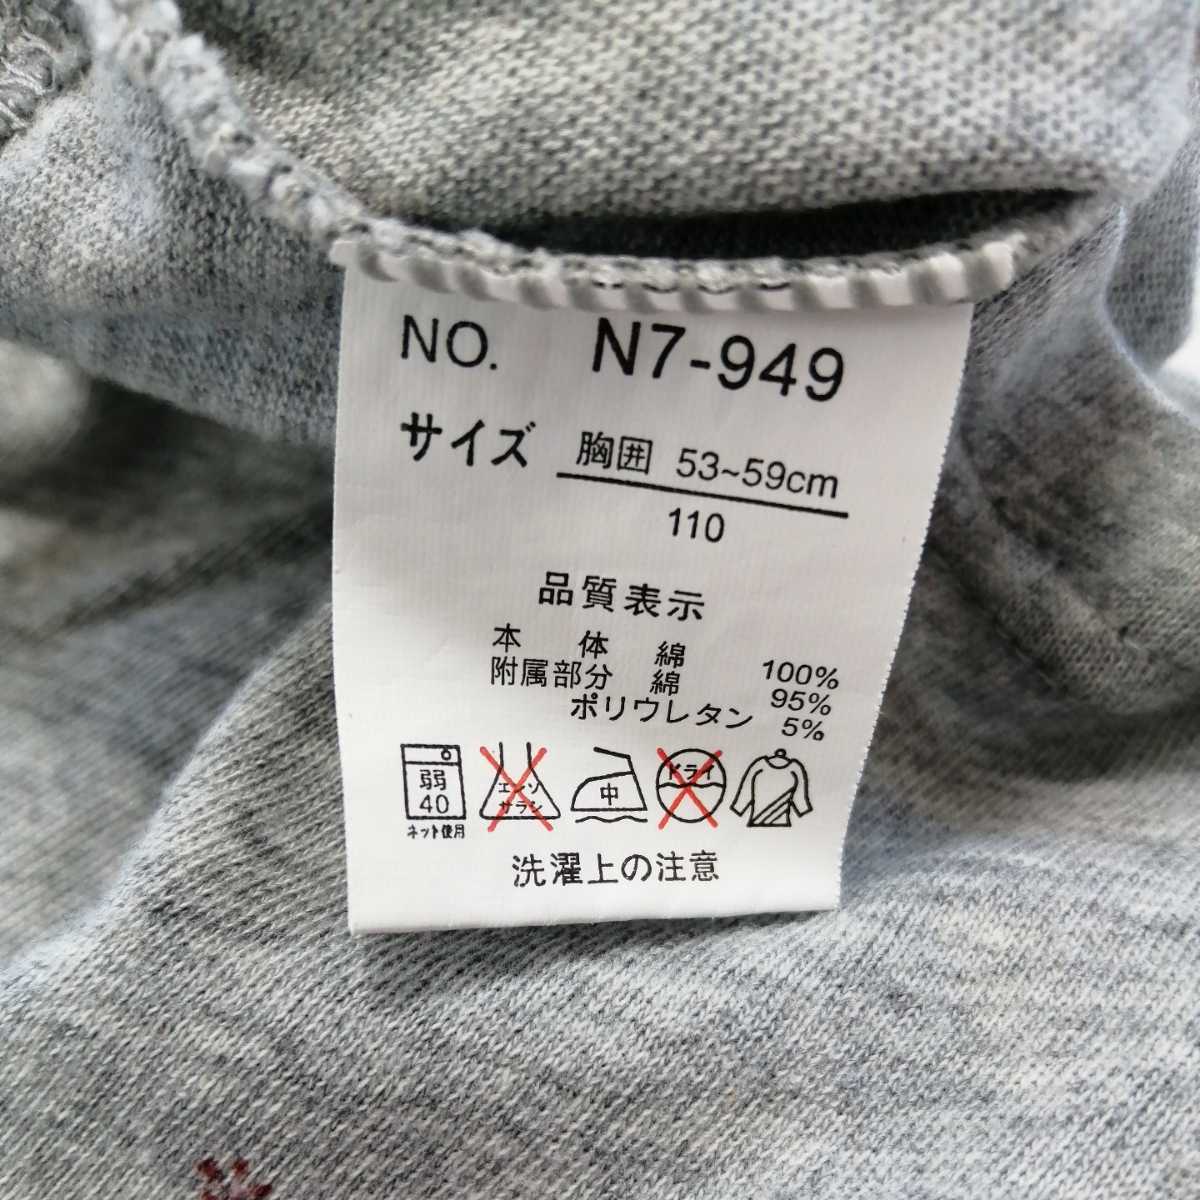 NO. N7-949
サイズ 胸囲 53~59cm
110
品質表示
本 体 綿 100%
附属部分 綿 95%
ポリウレタン 5%
弱 エンソ 中 ドライ
40 サラシ
ネット使用
洗濯上の注意